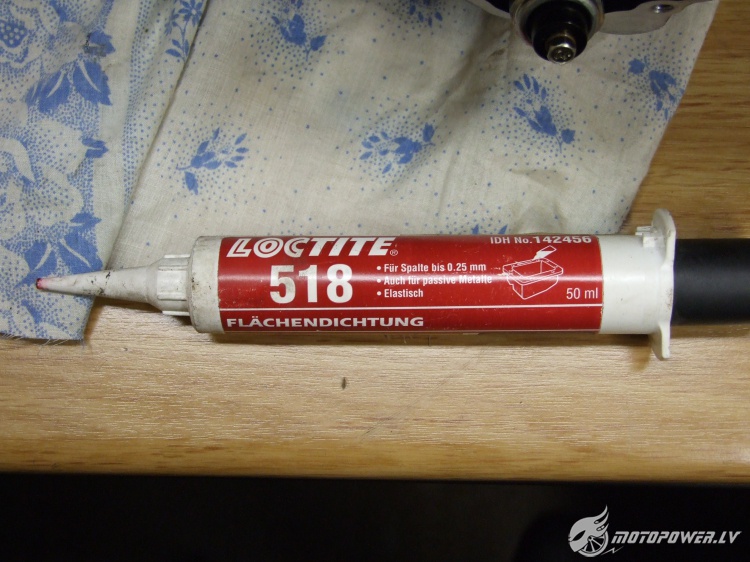 IDH No.142456
LOCTITE®
518
• Für Spalte bis 0.25 mm
• Auch für passive Metalle
• Elastisch
50 ml
FLÄCHENDICHTUNG
MOTOPOWER.LV